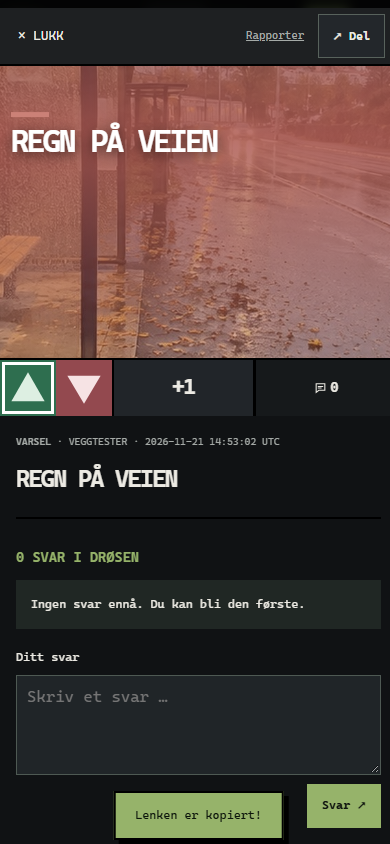 × LUKK
Rapporter
↗ Del
REGN PÅ VEIEN
+1
0
VARSEL · VEGGTESTER · 2026-11-21 14:53:02 UTC
REGN PÅ VEIEN
0 SVAR I DRØSEN
Ingen svar ennå. Du kan bli den første.
Ditt svar
Skriv et svar …
Svar ↗
Lenken er kopiert!